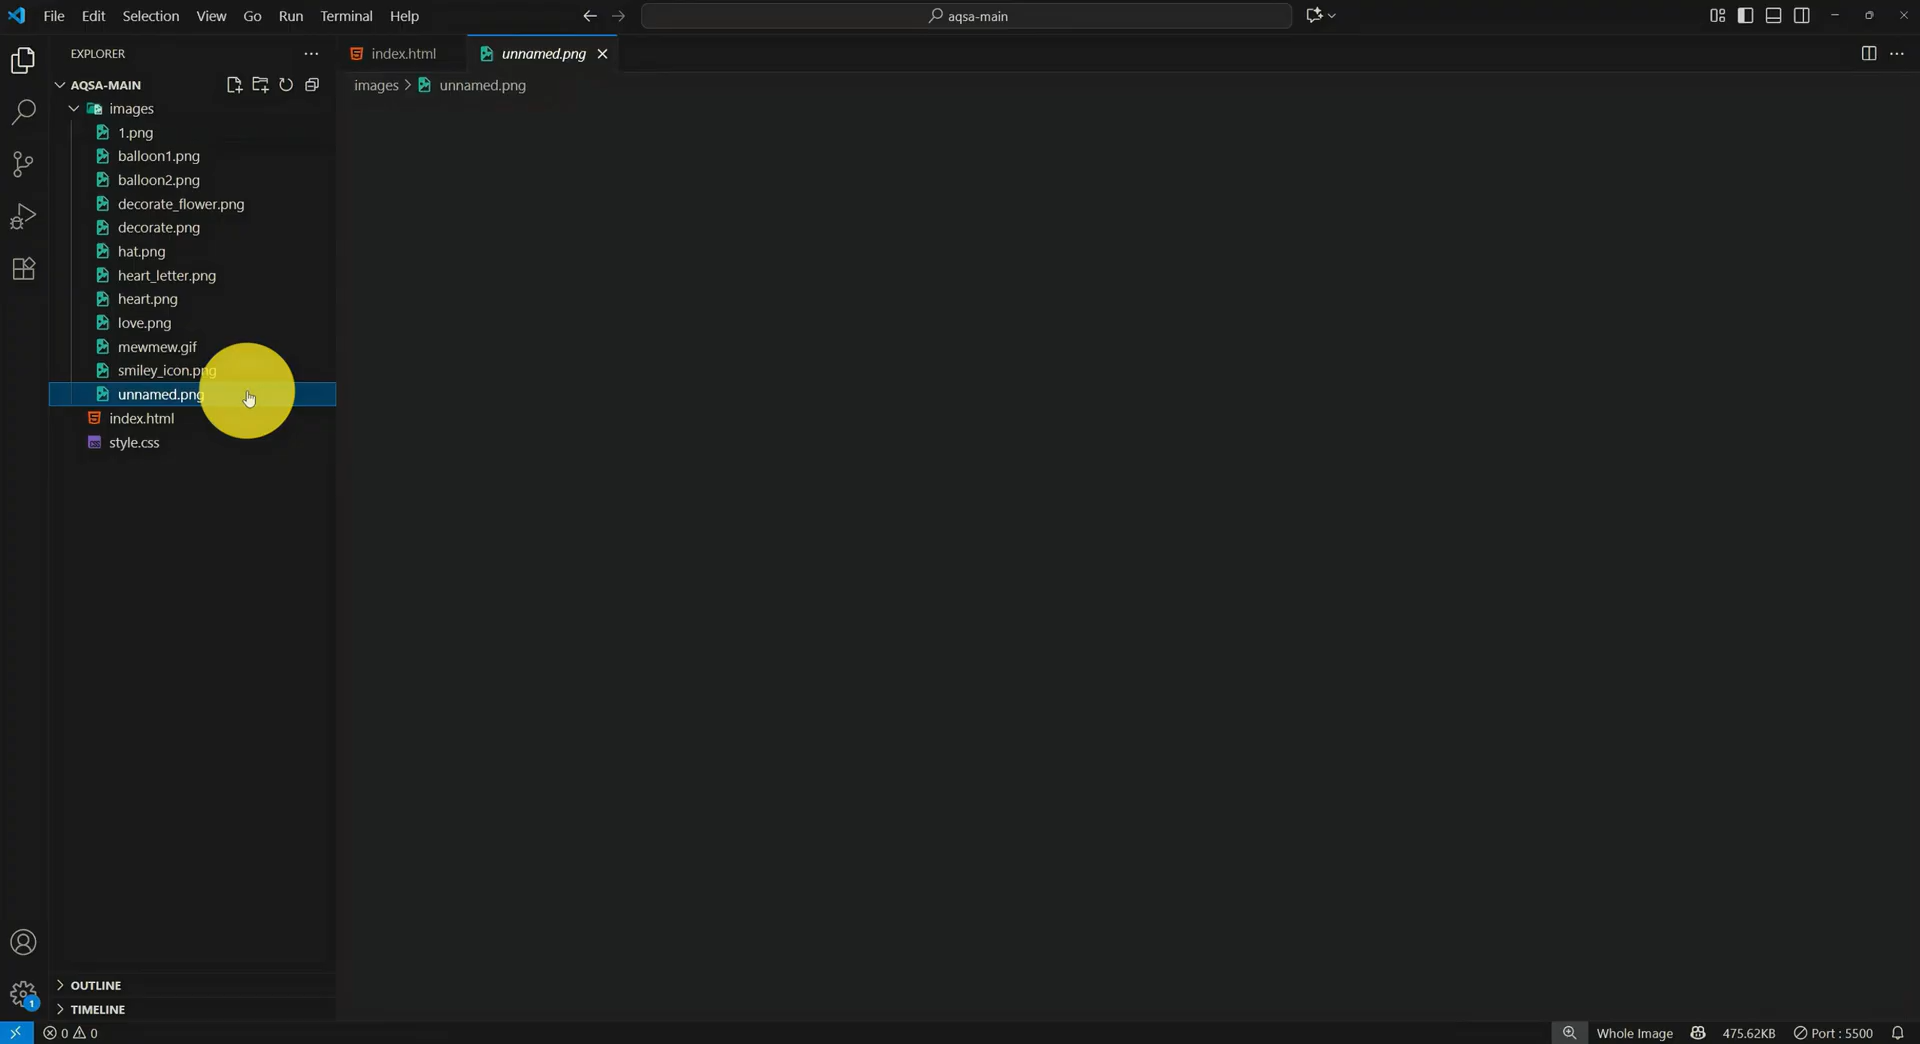 File Edit Selection View Go Run Terminal Help
aqsa-main
EXPLORER
index.html
unnamed.png
AQSA-MAIN
images > unnamed.png
images
1.png
balloon1.png
balloon2.png
decorate_flower.png
decorate.png
hat.png
heart_letter.png
heart.png
love.png
mewmew.gif
smiley_icon.png
unnamed.png
index.html
style.css
1
OUTLINE
TIMELINE
0 0
Whole Image
475.62KB
Port : 5500